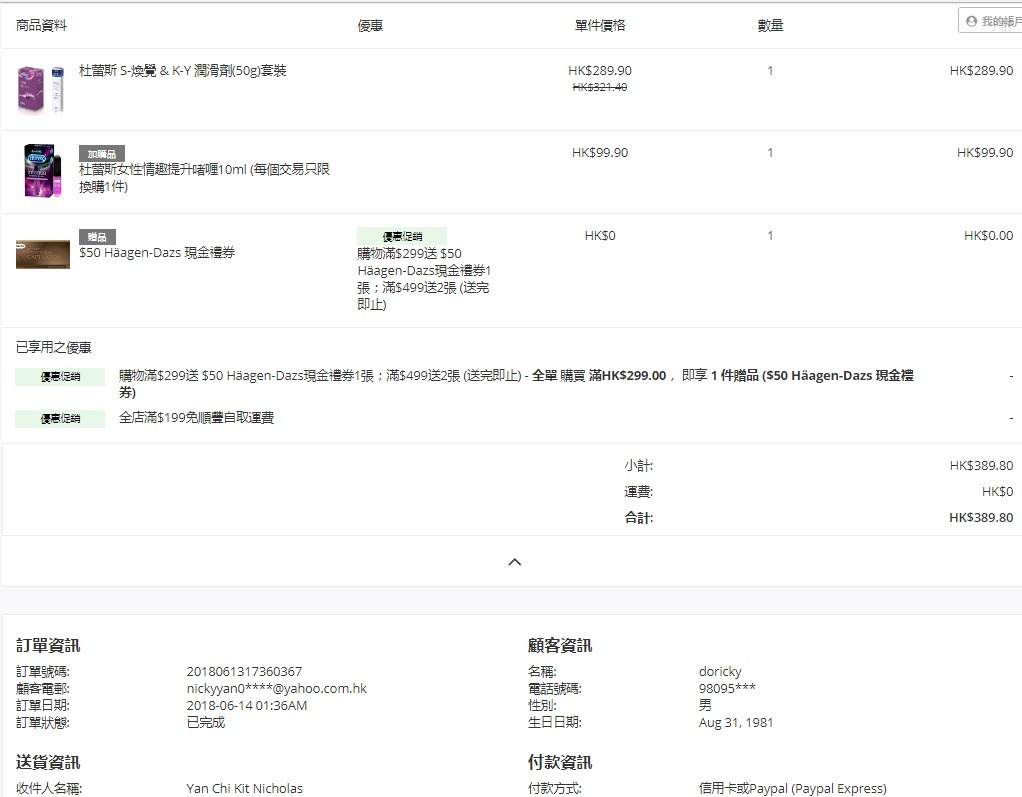 商品資料 優惠 單件價格 數量
我的帳戶
杜蕾斯 S-煥覺 & K-Y 潤滑劑(50g)套裝 HK$289.90 1 HK$289.90
HK$321.40
加購品 HK$99.90 1 HK$99.90
杜蕾斯女性情趣提升啫喱10ml (每個交易只限
換購1件)
durex
贈品 優惠促銷 HK$0 1 HK$0.00
$50 Häagen-Dazs 現金禮券
購物滿$299送 $50
Häagen-Dazs現金禮券1
張；滿$499送2張 (送完
即止)
已享用之優惠
優惠促銷 購物滿$299送 $50 Häagen-Dazs現金禮券1張；滿$499送2張 (送完即止) - 全單 購買 滿HK$299.00 ，即享 1 件贈品 ($50 Häagen-Dazs 現金禮 -
券)
優惠促銷 全店滿$199免順豐自取運費 -
小計: HK$389.80
運費: HK$0
合計: HK$389.80
訂單資訊
訂單號碼: 2018061317360367
顧客電郵: nickyyan0****@yahoo.com.hk
訂單日期: 2018-06-14 01:36AM
訂單狀態: 已完成
顧客資訊
名稱: doricky
電話號碼: 98095***
性別: 男
生日日期: Aug 31, 1981
送貨資訊
收件人名稱: Yan Chi Kit Nicholas
付款資訊
付款方式: 信用卡或Paypal (Paypal Express)